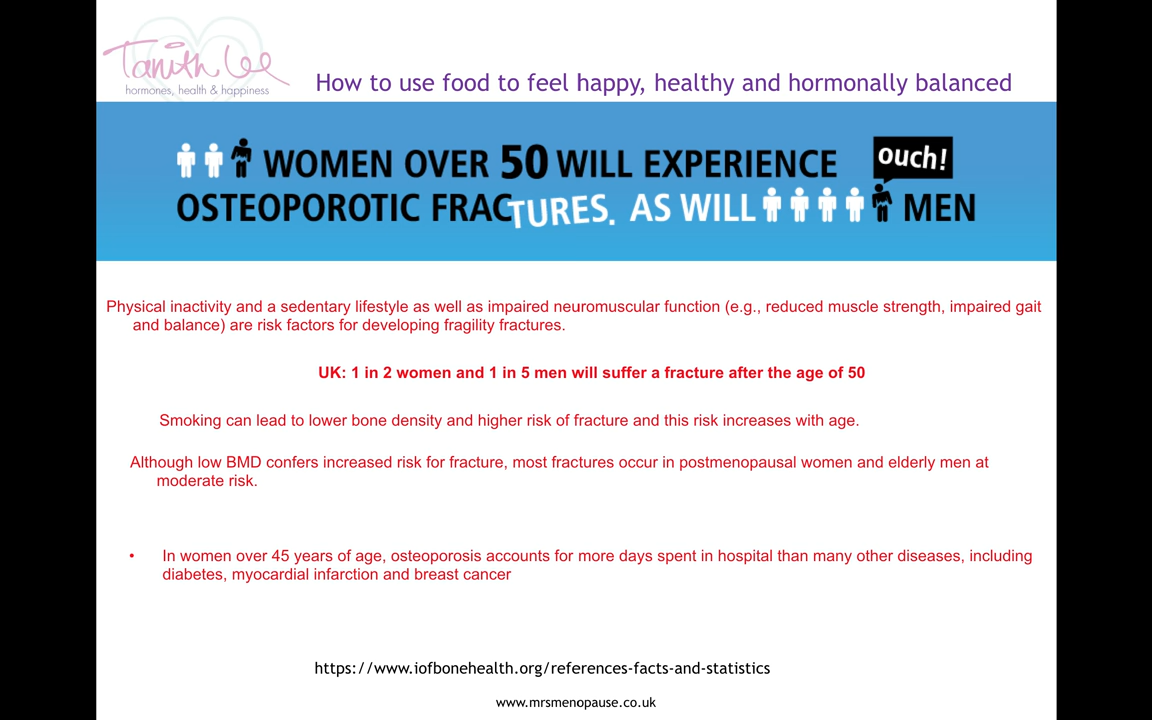 Tanith Lee
hormones, health & happiness
How to use food to feel happy, healthy and hormonally balanced
WOMEN OVER 50 WILL EXPERIENCE
ouch!
OSTEOPOROTIC FRACTURES. AS WILL MEN
Physical inactivity and a sedentary lifestyle as well as impaired neuromuscular function (e.g., reduced muscle strength, impaired gait
and balance) are risk factors for developing fragility fractures.
UK: 1 in 2 women and 1 in 5 men will suffer a fracture after the age of 50
Smoking can lead to lower bone density and higher risk of fracture and this risk increases with age.
Although low BMD confers increased risk for fracture, most fractures occur in postmenopausal women and elderly men at
moderate risk.
• In women over 45 years of age, osteoporosis accounts for more days spent in hospital than many other diseases, including
diabetes, myocardial infarction and breast cancer
https://www.iofbonehealth.org/references-facts-and-statistics
www.mrsmenopause.co.uk